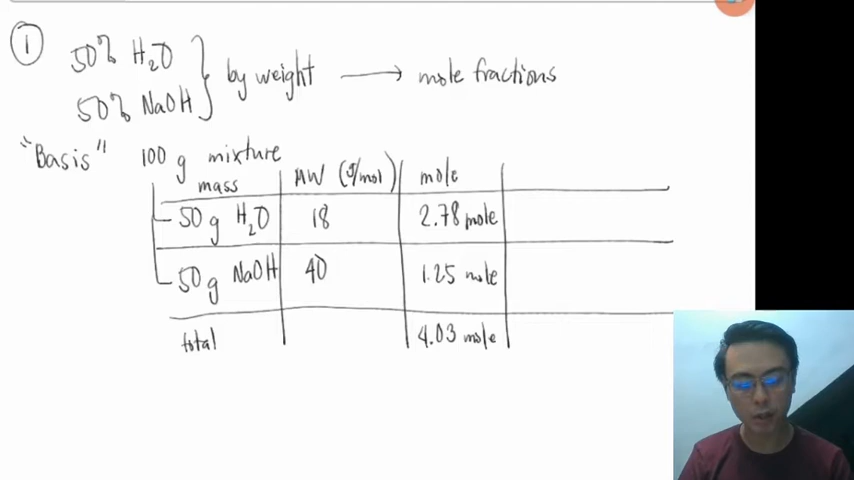 ① 50% H₂O
50% NaOH } by weight → mole fractions
"Basis" 100 g mixture
mass MW (g/mol) mole
50 g H₂O 18 2.78 mole
50 g NaOH 40 1.25 mole
total 4.03 mole